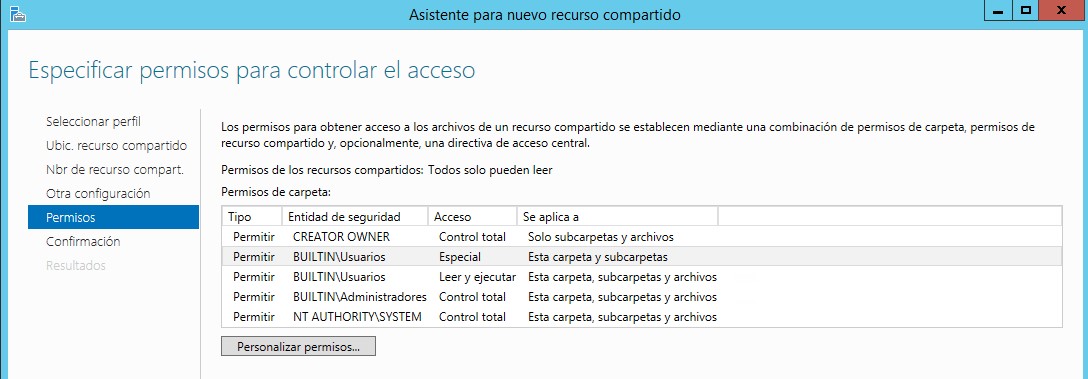 Asistente para nuevo recurso compartido
Especificar permisos para controlar el acceso
Seleccionar perfil
Ubic. recurso compartido
Nbr de recurso compart.
Otra configuración
Permisos
Confirmación
Resultados
Los permisos para obtener acceso a los archivos de un recurso compartido se establecen mediante una combinación de permisos de carpeta, permisos de
recurso compartido y, opcionalmente, una directiva de acceso central.
Permisos de los recursos compartidos: Todos solo pueden leer
Permisos de carpeta:
Tipo Entidad de seguridad Acceso Se aplica a
Permitir CREATOR OWNER Control total Solo subcarpetas y archivos
Permitir BUILTIN\Usuarios Especial Esta carpeta y subcarpetas
Permitir BUILTIN\Usuarios Leer y ejecutar Esta carpeta, subcarpetas y archivos
Permitir BUILTIN\Administradores Control total Esta carpeta, subcarpetas y archivos
Permitir NT AUTHORITY\SYSTEM Control total Esta carpeta, subcarpetas y archivos
Personalizar permisos...